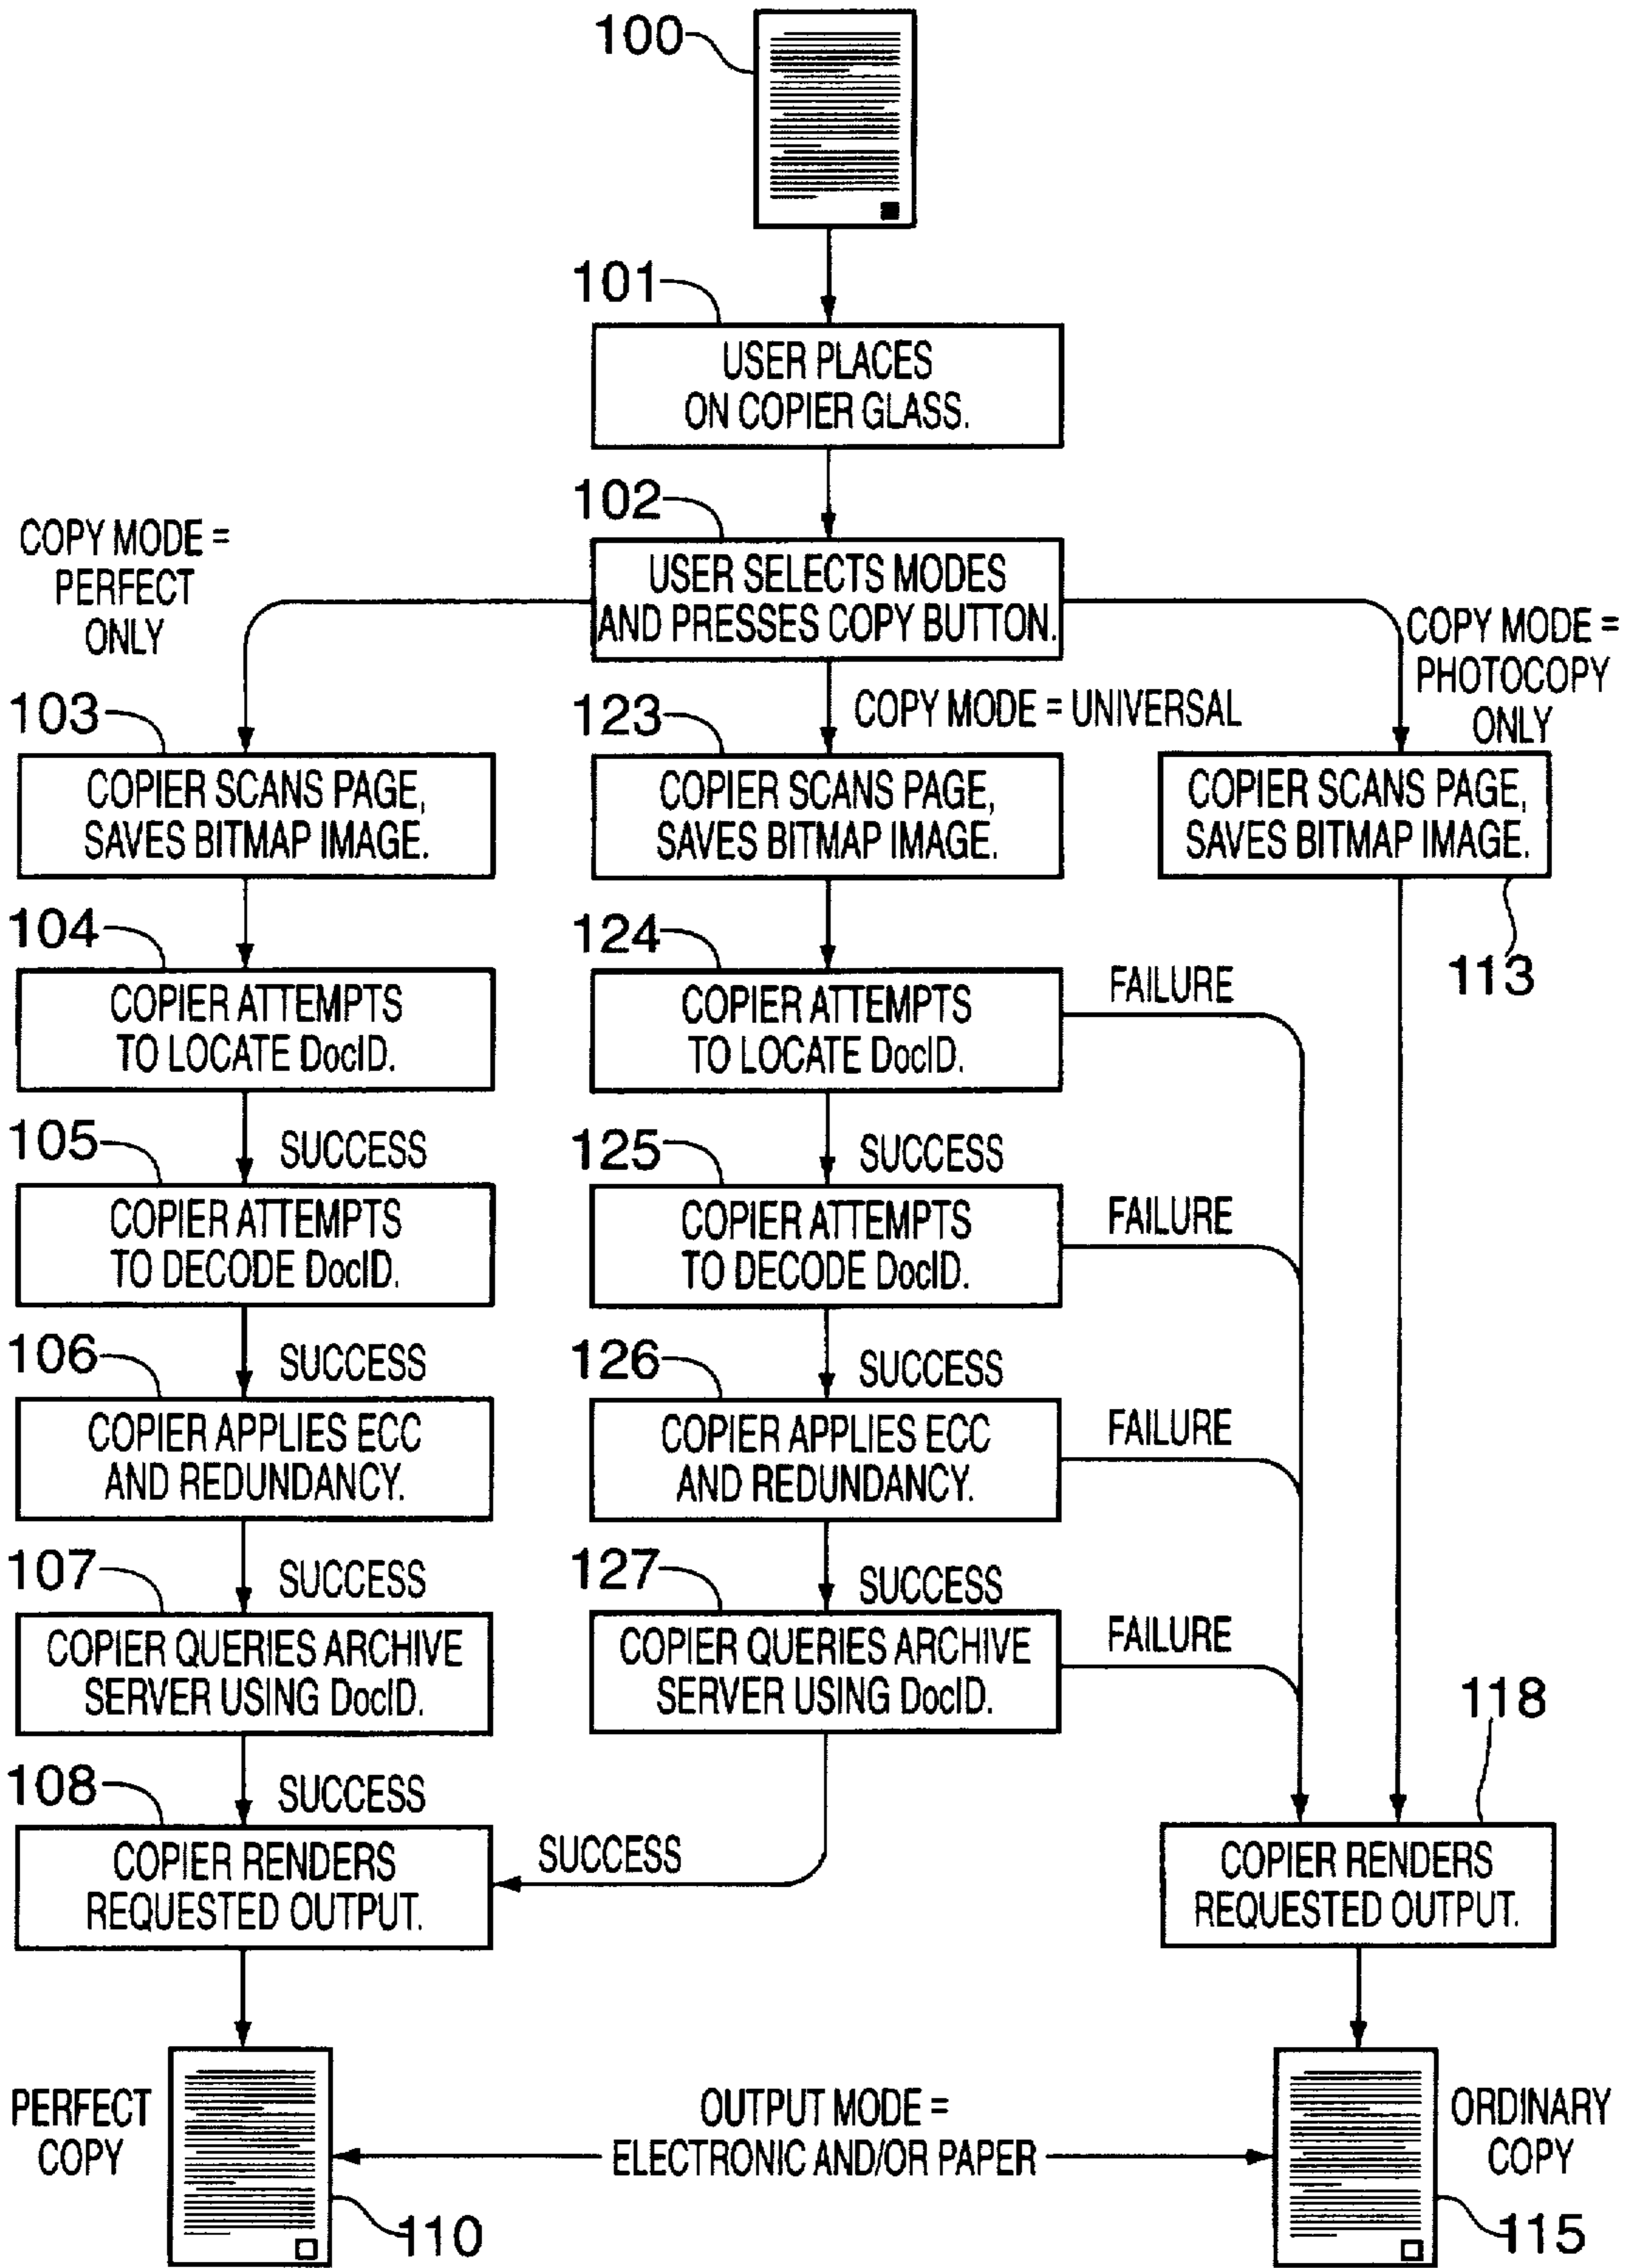 100
101
USER PLACES
ON COPIER GLASS.
102
USER SELECTS MODES
AND PRESSES COPY BUTTON.
COPY MODE =
PERFECT
ONLY
COPY MODE = UNIVERSAL
COPY MODE =
PHOTOCOPY
ONLY
103
COPIER SCANS PAGE,
SAVES BITMAP IMAGE.
123
COPIER SCANS PAGE,
SAVES BITMAP IMAGE.
COPIER SCANS PAGE,
SAVES BITMAP IMAGE.
113
104
COPIER ATTEMPTS
TO LOCATE DocID.
124
COPIER ATTEMPTS
TO LOCATE DocID.
FAILURE
105
SUCCESS
COPIER ATTEMPTS
TO DECODE DocID.
125
SUCCESS
COPIER ATTEMPTS
TO DECODE DocID.
FAILURE
106
SUCCESS
COPIER APPLIES ECC
AND REDUNDANCY.
126
SUCCESS
COPIER APPLIES ECC
AND REDUNDANCY.
FAILURE
107
SUCCESS
COPIER QUERIES ARCHIVE
SERVER USING DocID.
127
SUCCESS
COPIER QUERIES ARCHIVE
SERVER USING DocID.
FAILURE
108
SUCCESS
COPIER RENDERS
REQUESTED OUTPUT.
SUCCESS
118
COPIER RENDERS
REQUESTED OUTPUT.
PERFECT
COPY
110
OUTPUT MODE =
ELECTRONIC AND/OR PAPER
ORDINARY
COPY
115